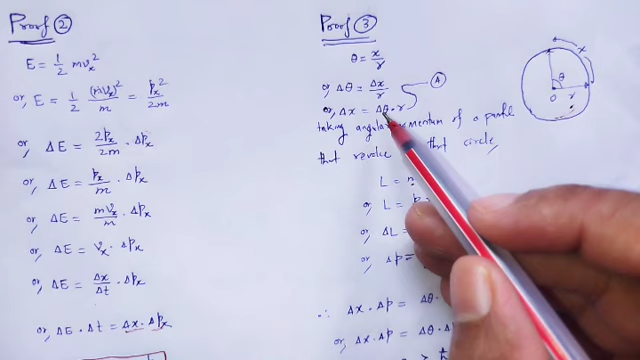 Proof ②
E = 1/2 mvₓ²
or, E = 1/2 (mvₓ)²/m = pₓ²/2m
or, ΔE = 2pₓ/2m · Δpₓ
or, ΔE = pₓ/m · Δpₓ
or, ΔE = mvₓ/m · Δpₓ
or, ΔE = vₓ · Δpₓ
or, ΔE = Δx/Δt · Δpₓ
or, ΔE · Δt = Δx · Δpₓ
Proof ③
θ = x/r
or, Δθ = Δx/r
or, Δx = Δθ · r
A
taking angular momentum of a
that revolve that circle,
L =
or, L =
or, ΔL =
or, Δp =
∴ Δx · Δp = Δθ ·
or, Δx · Δp = Δθ ·
x
θ
O
r